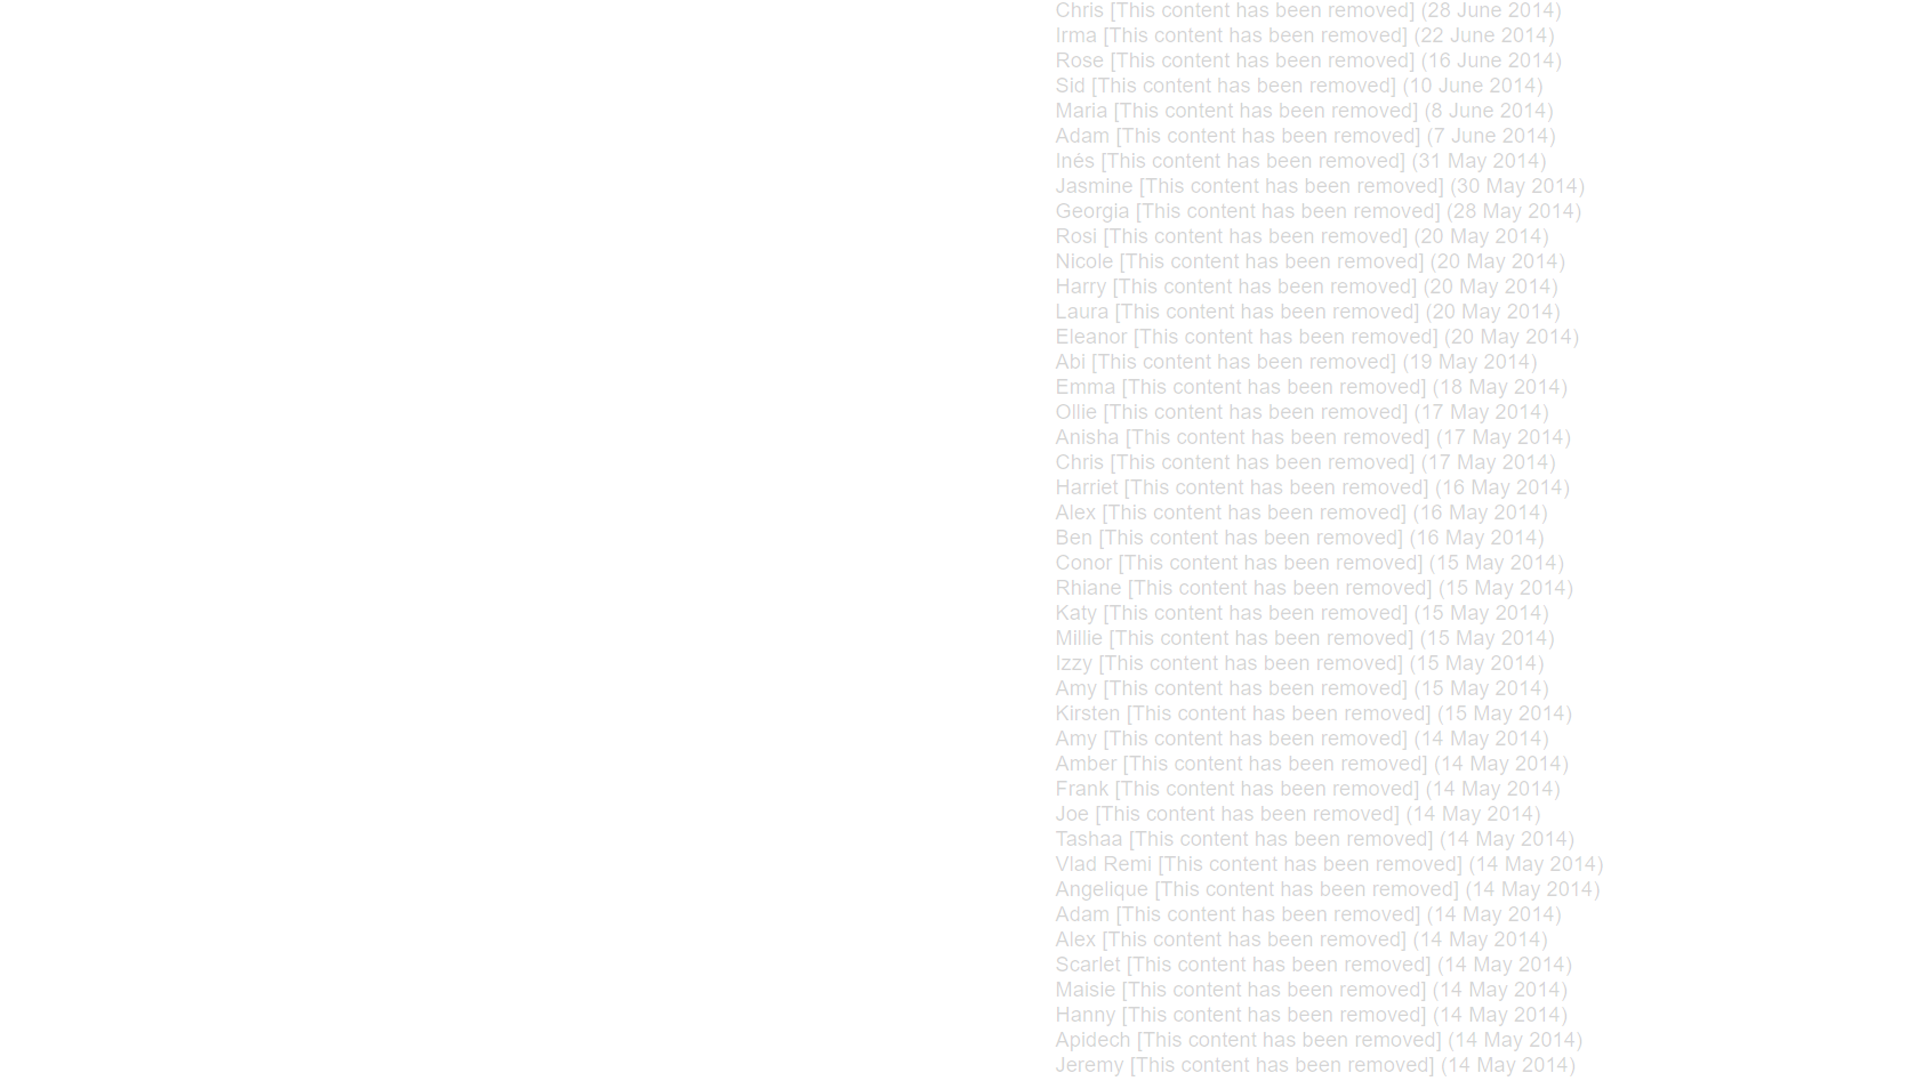 Chris [This content has been removed] (28 June 2014)
Irma [This content has been removed] (22 June 2014)
Rose [This content has been removed] (16 June 2014)
Sid [This content has been removed] (10 June 2014)
Maria [This content has been removed] (8 June 2014)
Adam [This content has been removed] (7 June 2014)
Inés [This content has been removed] (31 May 2014)
Jasmine [This content has been removed] (30 May 2014)
Georgia [This content has been removed] (28 May 2014)
Rosi [This content has been removed] (20 May 2014)
Nicole [This content has been removed] (20 May 2014)
Harry [This content has been removed] (20 May 2014)
Laura [This content has been removed] (20 May 2014)
Eleanor [This content has been removed] (20 May 2014)
Abi [This content has been removed] (19 May 2014)
Emma [This content has been removed] (18 May 2014)
Ollie [This content has been removed] (17 May 2014)
Anisha [This content has been removed] (17 May 2014)
Chris [This content has been removed] (17 May 2014)
Harriet [This content has been removed] (16 May 2014)
Alex [This content has been removed] (16 May 2014)
Ben [This content has been removed] (16 May 2014)
Conor [This content has been removed] (15 May 2014)
Rhiane [This content has been removed] (15 May 2014)
Katy [This content has been removed] (15 May 2014)
Millie [This content has been removed] (15 May 2014)
Izzy [This content has been removed] (15 May 2014)
Amy [This content has been removed] (15 May 2014)
Kirsten [This content has been removed] (15 May 2014)
Amy [This content has been removed] (14 May 2014)
Amber [This content has been removed] (14 May 2014)
Frank [This content has been removed] (14 May 2014)
Joe [This content has been removed] (14 May 2014)
Tashaa [This content has been removed] (14 May 2014)
Vlad Remi [This content has been removed] (14 May 2014)
Angelique [This content has been removed] (14 May 2014)
Adam [This content has been removed] (14 May 2014)
Alex [This content has been removed] (14 May 2014)
Scarlet [This content has been removed] (14 May 2014)
Maisie [This content has been removed] (14 May 2014)
Hanny [This content has been removed] (14 May 2014)
Apidech [This content has been removed] (14 May 2014)
Jeremy [This content has been removed] (14 May 2014)